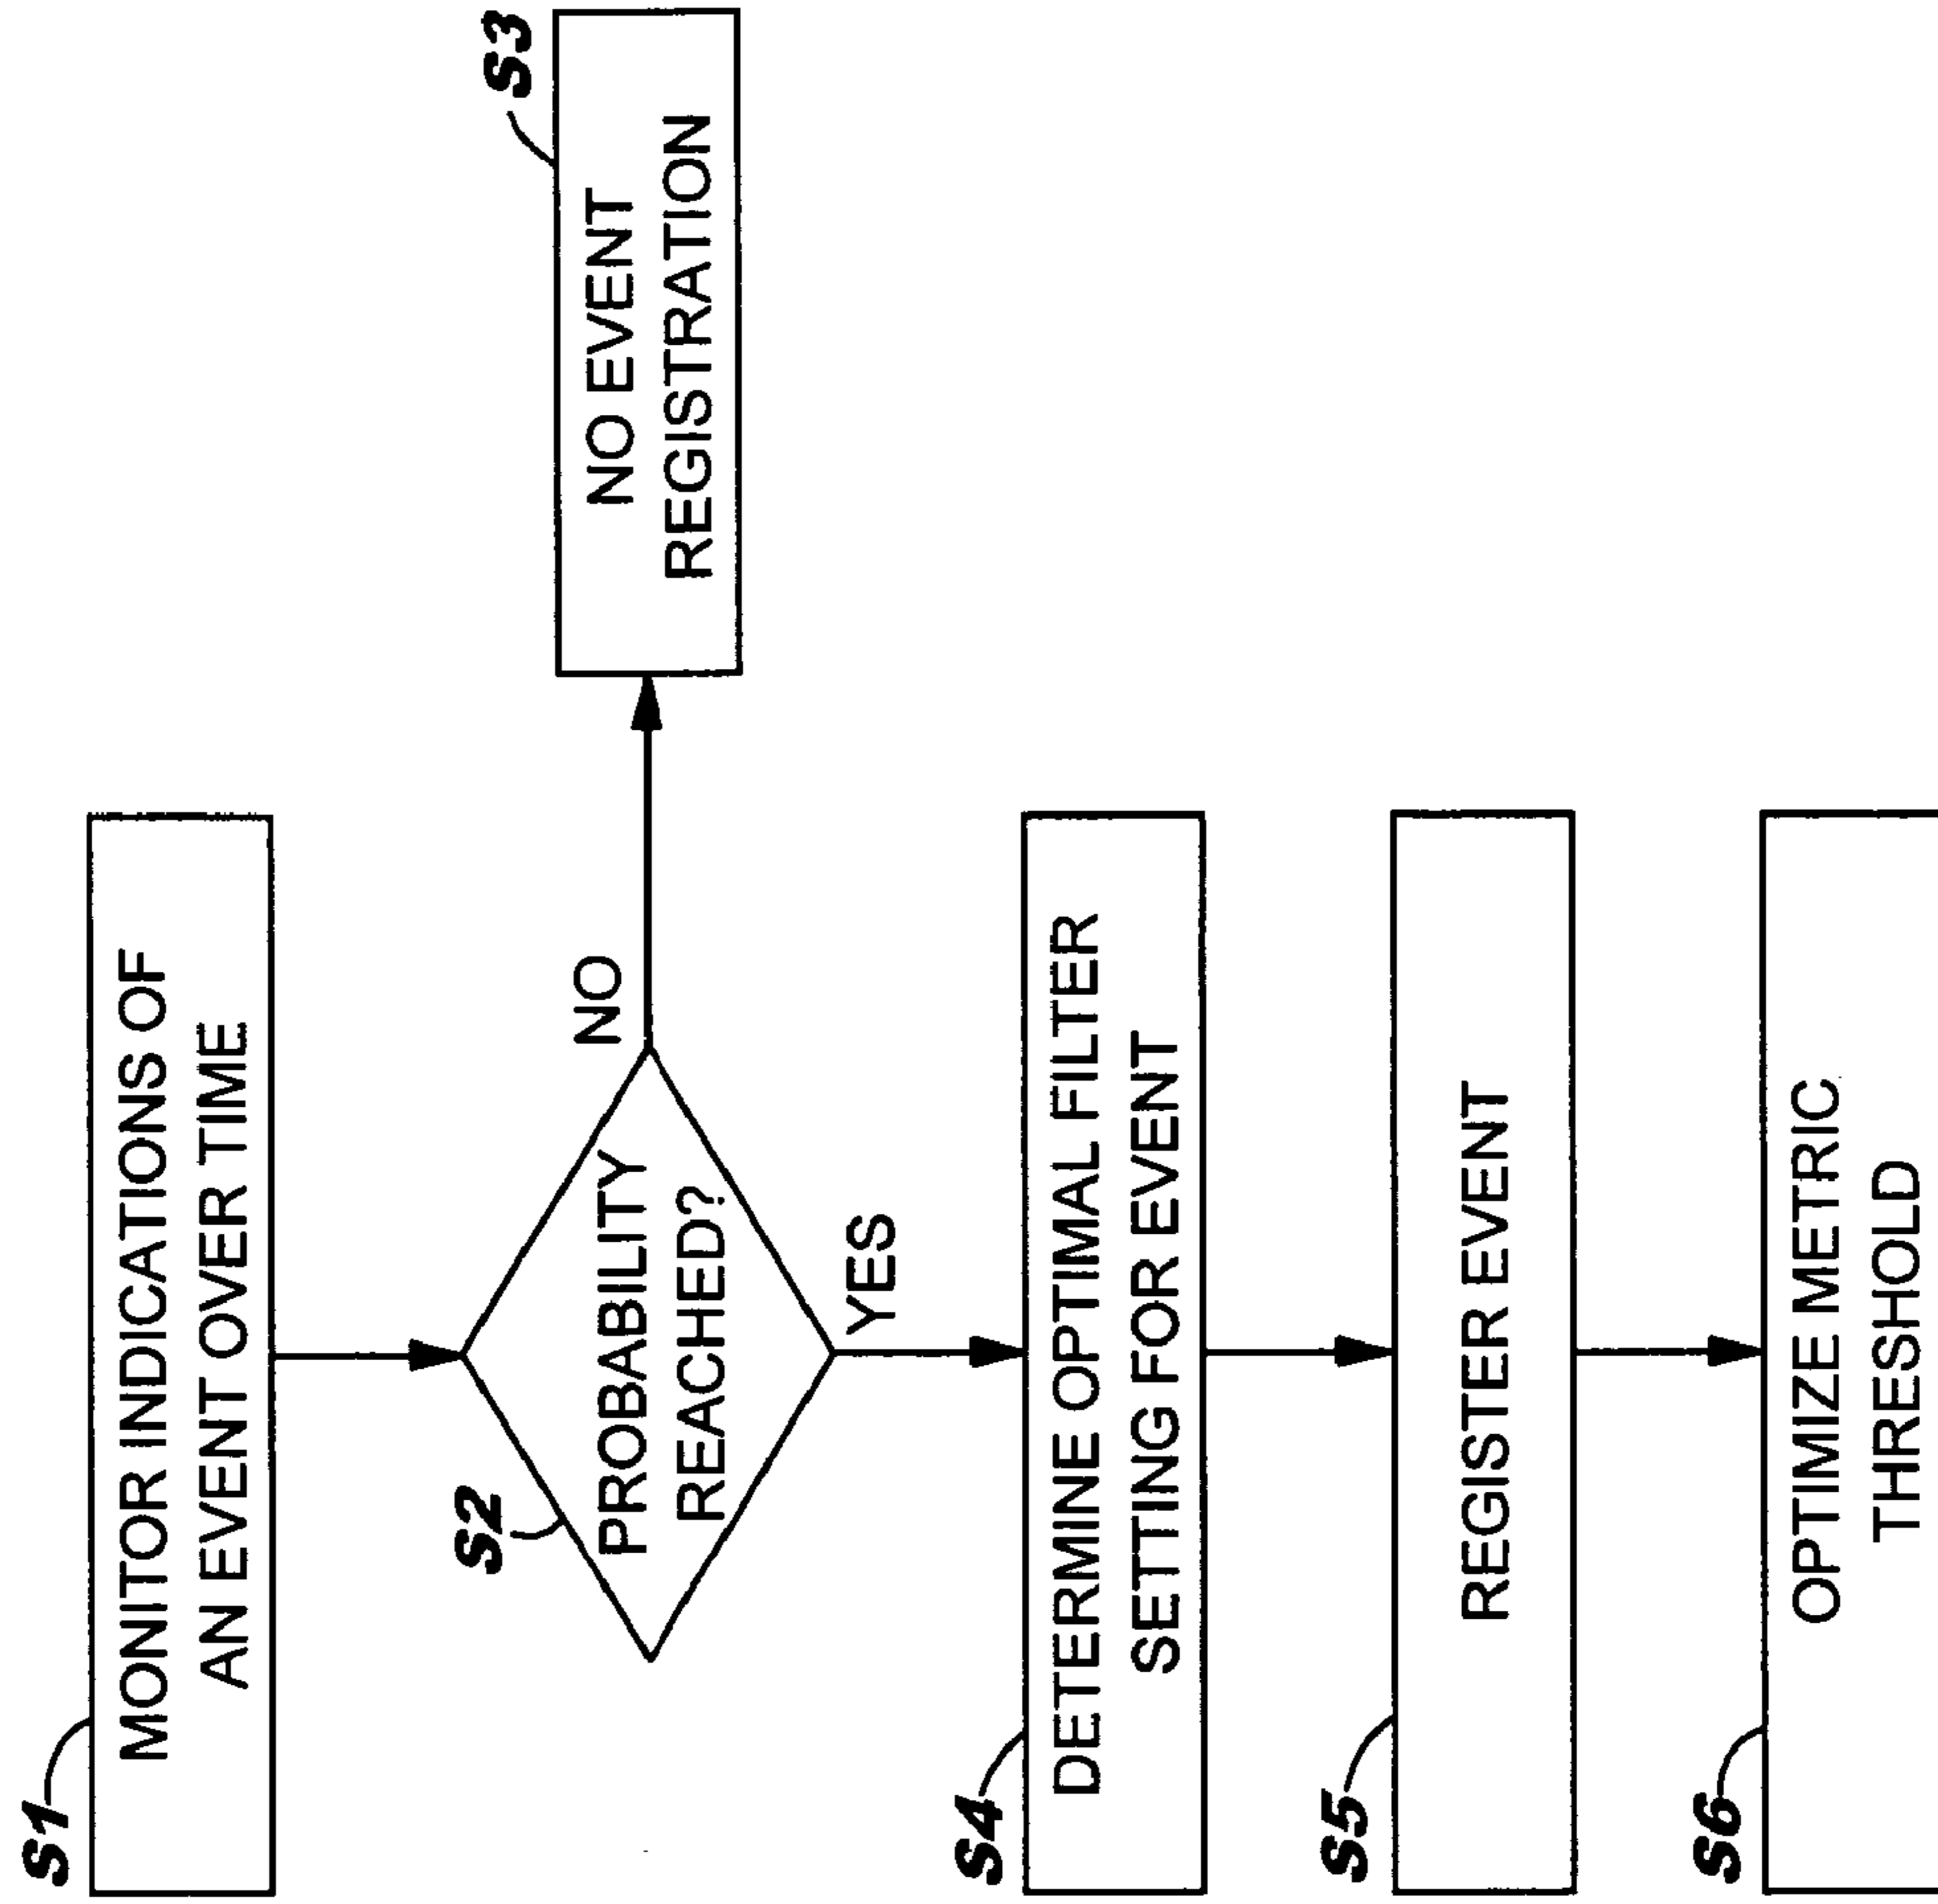 S1
MONITOR INDICATIONS OF
AN EVENT OVER TIME
S2
PROBABILITY
REACHED?
NO
S3
NO EVENT
REGISTRATION
YES
S4
DETERMINE OPTIMAL FILTER
SETTING FOR EVENT
S5
REGISTER EVENT
S6
OPTIMIZE METRIC
THRESHOLD